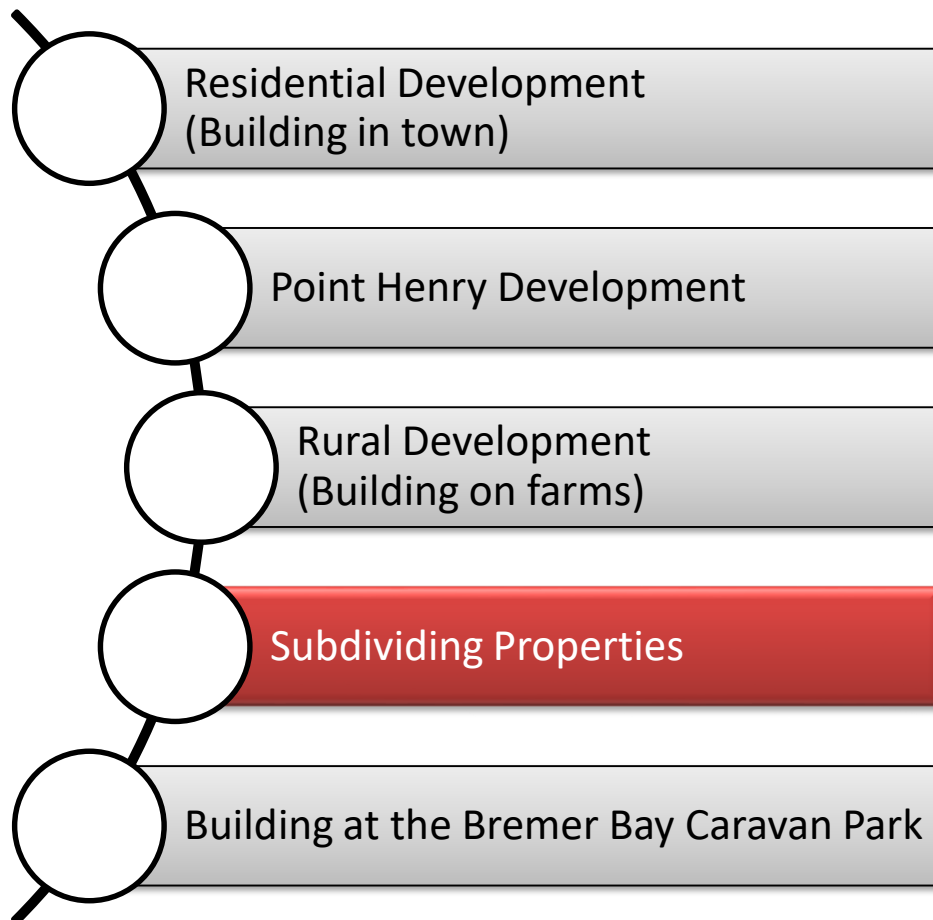 Residential Development
(Building in town)
Point Henry Development
Rural Development
(Building on farms)
Subdividing Properties
Building at the Bremer Bay Caravan Park